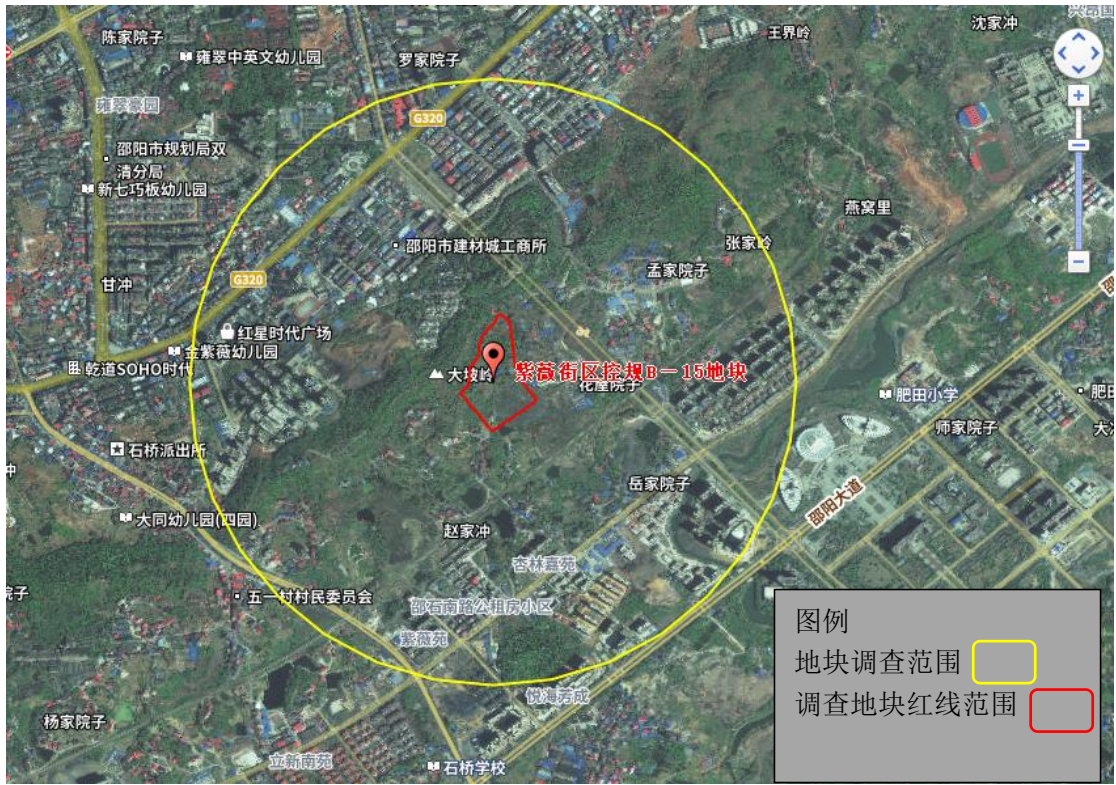 兴昂国
沈家冲
王界岭
陈家院子
雍翠中英文幼儿园
罗家院子
雍翠豪园
G320
邵阳市规划局双
清分局
新七巧板幼儿园
燕窝里
邵阳市建材城工商所
张家岭
孟家院子
G320
甘冲
红星时代广场
金紫薇幼儿园
乾道SOHO时代
大坡岭
紫薇街区控规B－15地块
花屋院子
肥田小学
肥田
师家院子
大冲
石桥派出所
冲
岳家院子
邵阳大道
邵
大同幼儿园(四园)
赵家冲
杏林嘉苑
院子
五一村村民委员会
邵石南路公租房小区
紫薇苑
悦海芳成
杨家院子
立新南苑
石桥学校
图例
地块调查范围
调查地块红线范围